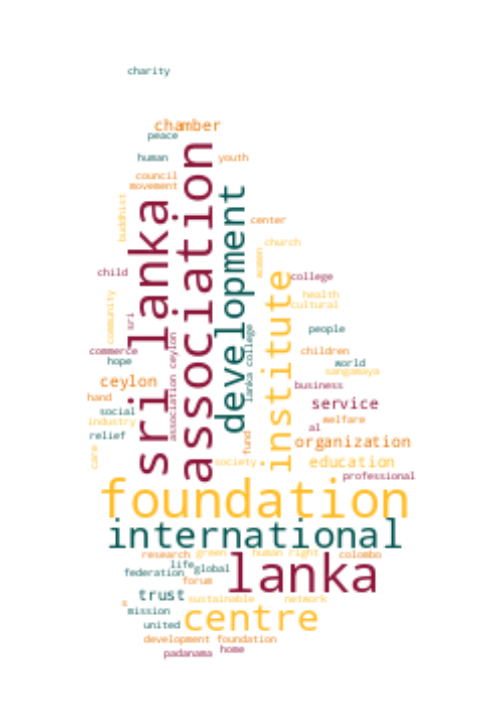 charity
chamber
peace
human
youth
council
movement
buddhist
center
church
women
association
sri lanka
development
child
college
institute
health
cultural
community
sri
people
commerce
hope
association ceylon
lanka college
children
world
sangamaya
ceylon
business
hand
service
social
industry
welfare
al
relief
fund
organization
care
society
education
professional
foundation
international
research
green
human right
colombo
life
global
federation
lanka
forum
trust
sustainable
network
s
mission
centre
united
development foundation
home
padanama